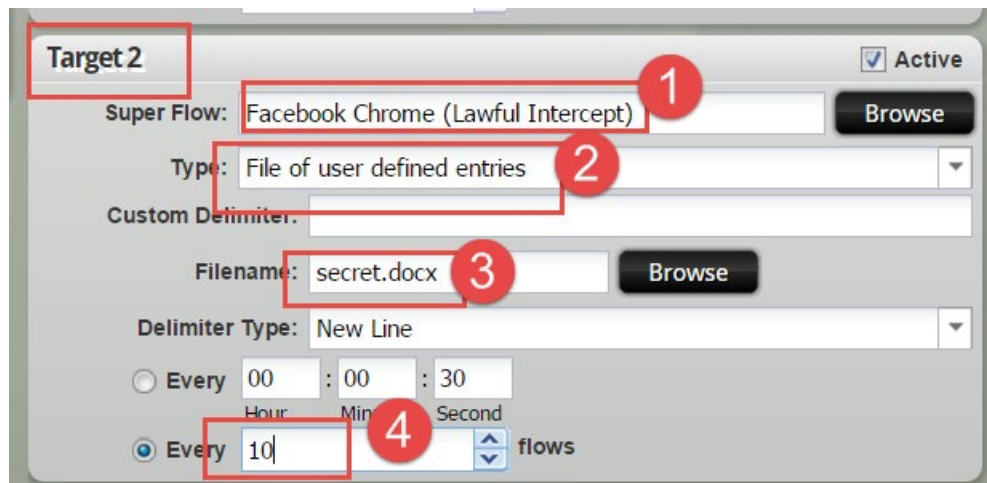 Target 2
Active
1
Super Flow: Facebook Chrome (Lawful Intercept) Browse
2
Type: File of user defined entries
Custom Delimiter:
Filename: secret.docx 3 Browse
Delimiter Type: New Line
Every 00 : 00 : 30
Hour Second
4
Every 10 flows